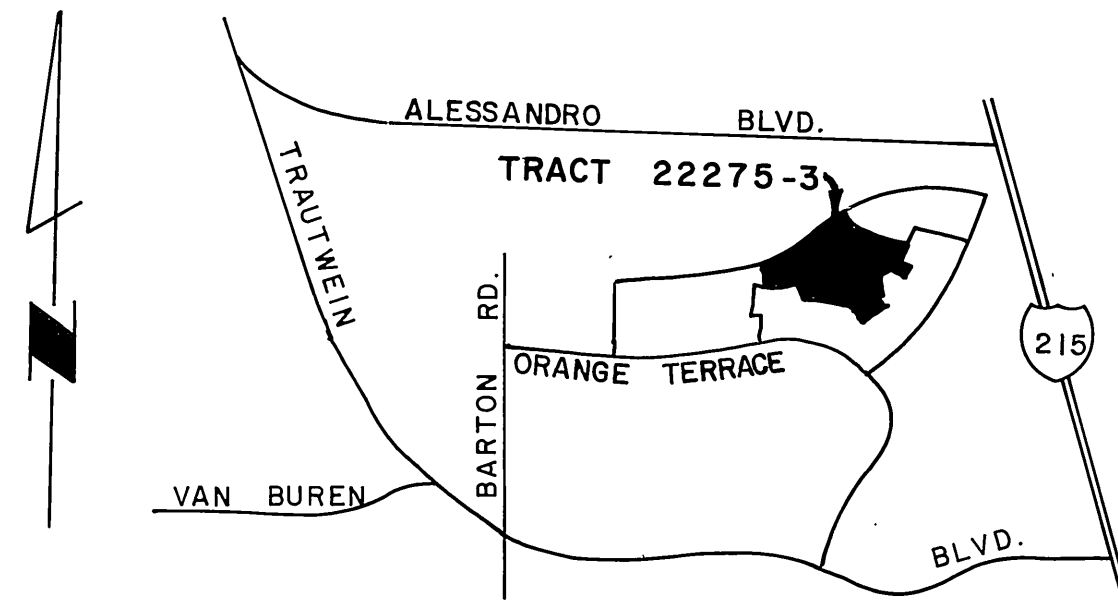 ALESSANDRO BLVD.
TRACT 22275-3
TRAUTWEIN
BARTON RD.
215
ORANGE TERRACE
VAN BUREN BLVD.